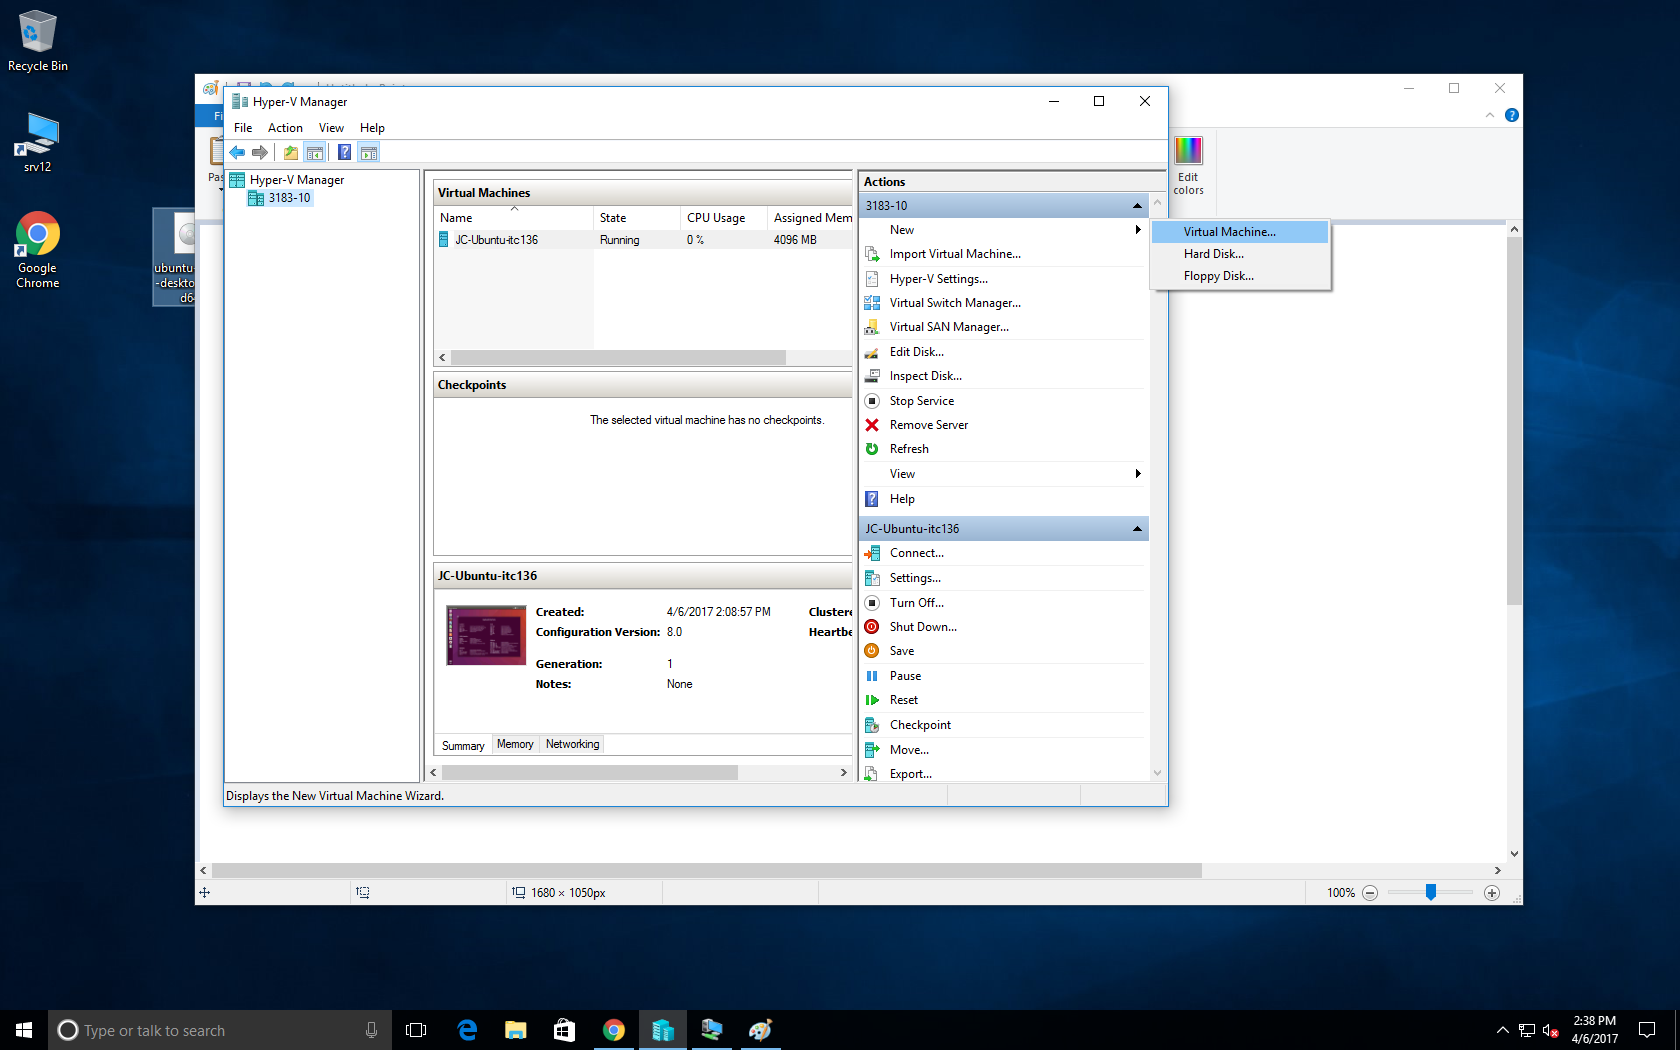 Recycle Bin
srv12
Google
Chrome
ubuntu-
-deskto
d6
Hyper-V Manager
File Action View Help
Hyper-V Manager
3183-10
Virtual Machines
Name State CPU Usage Assigned Mem
JC-Ubuntu-itc136 Running 0 % 4096 MB
Checkpoints
The selected virtual machine has no checkpoints.
JC-Ubuntu-itc136
Created: 4/6/2017 2:08:57 PM Clustere
Configuration Version: 8.0 Heartbe
Generation: 1
Notes: None
Summary Memory Networking
Displays the New Virtual Machine Wizard.
Actions
3183-10
New
Import Virtual Machine...
Hyper-V Settings...
Virtual Switch Manager...
Virtual SAN Manager...
Edit Disk...
Inspect Disk...
Stop Service
Remove Server
Refresh
View
Help
JC-Ubuntu-itc136
Connect...
Settings...
Turn Off...
Shut Down...
Save
Pause
Reset
Checkpoint
Move...
Export...
Virtual Machine...
Hard Disk...
Floppy Disk...
Fi
Pas
Edit
colors
1680 × 1050px
100%
Type or talk to search
2:38 PM
4/6/2017